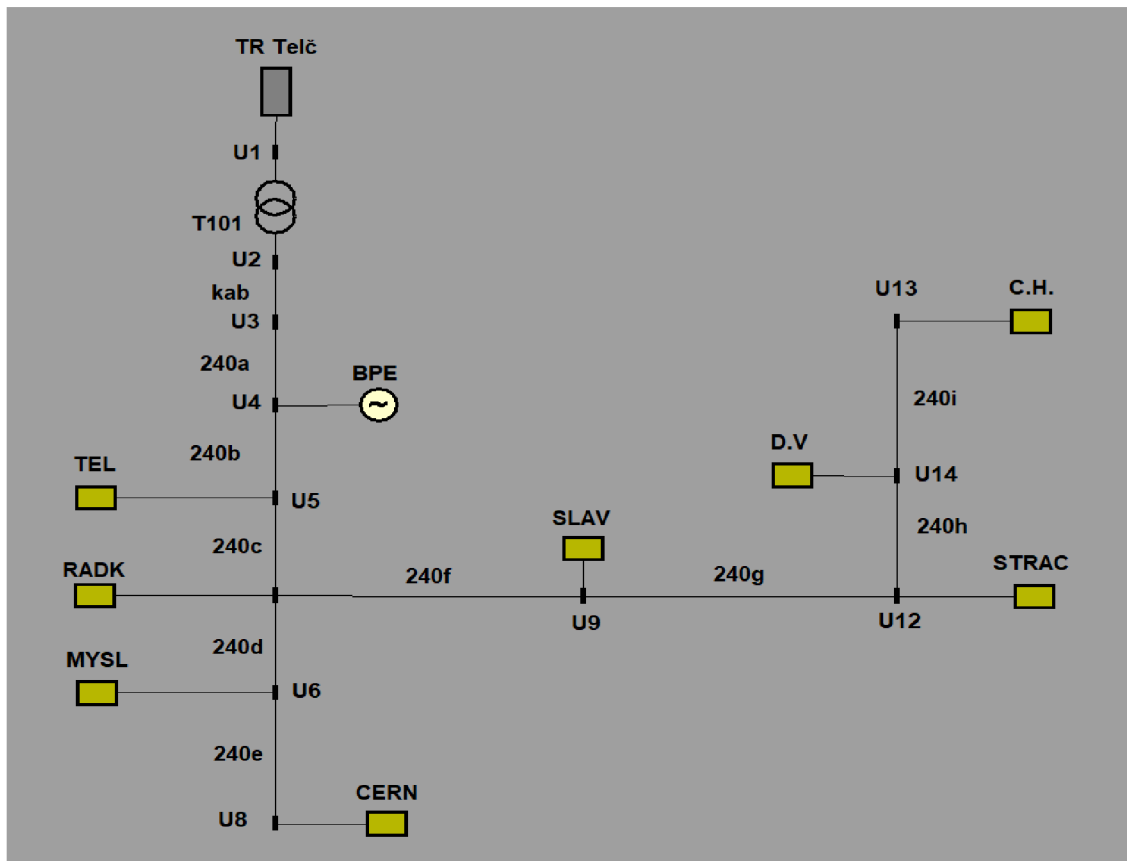 TR Telč
U1
T101
U2
kab
U3
240a
BPE
U4
240b
TEL
U5
240c
RADK
240d
MYSL
U6
240e
CERN
U8
240f
SLAV
U9
240g
U13
C.H.
240i
D.V
U14
240h
STRAC
U12
~